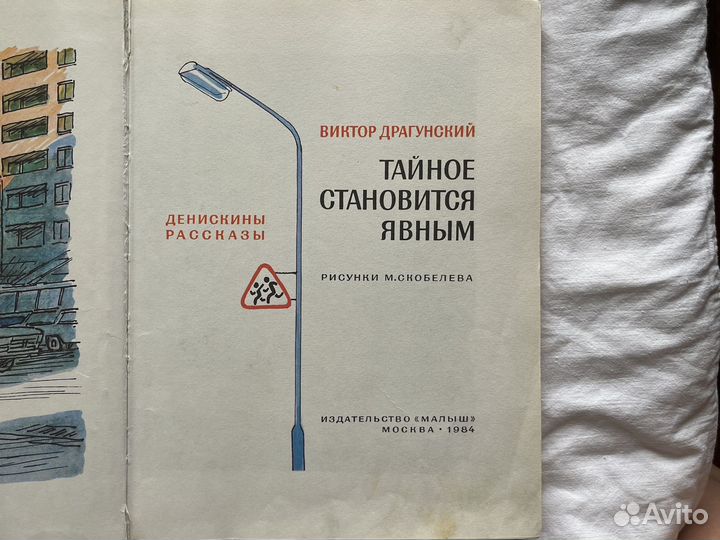 ВИКТОР ДРАГУНСКИЙ
ТАЙНОЕ
СТАНОВИТСЯ
ЯВНЫМ
ДЕНИСКИНЫ
РАССКАЗЫ
РИСУНКИ М.СКОБЕЛЕВА
ИЗДАТЕЛЬСТВО «МАЛЫШ»
МОСКВА · 1984
Avito